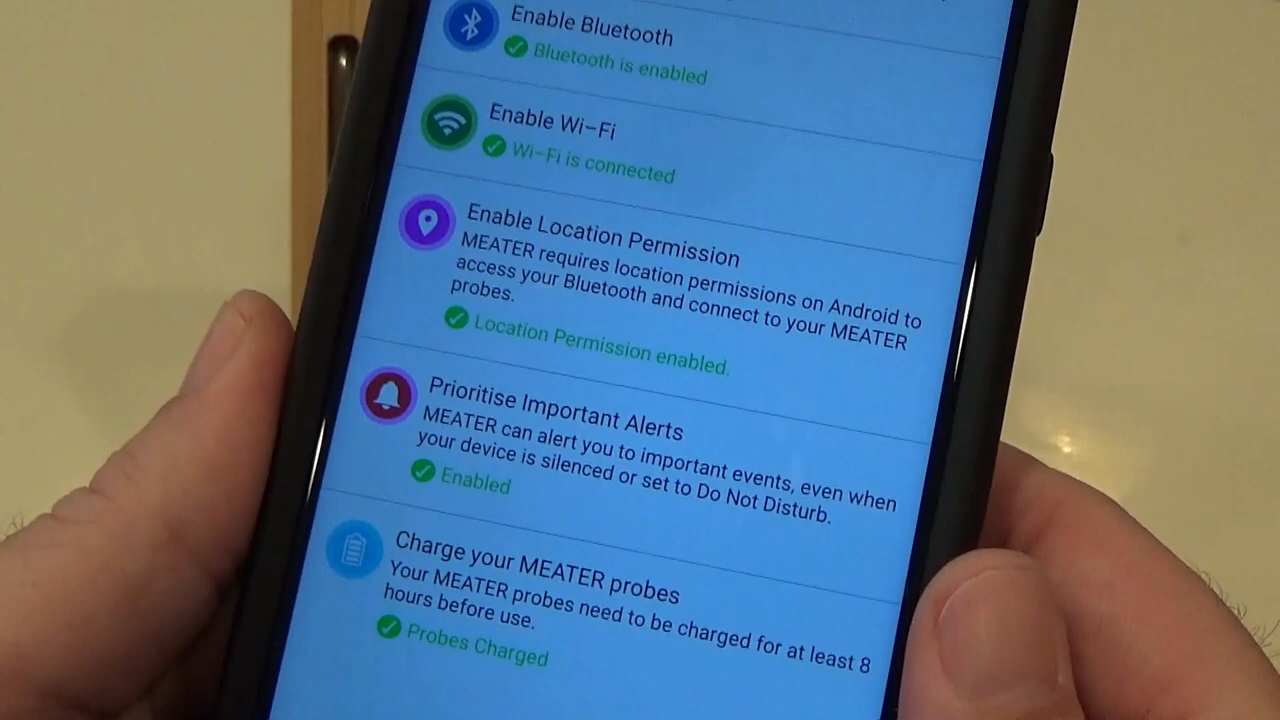 Enable Bluetooth
Bluetooth is enabled
Enable Wi-Fi
Wi-Fi is connected
Enable Location Permission
MEATER requires location permissions on Android to
access your Bluetooth and connect to your MEATER
probes.
Location Permission enabled.
Prioritise Important Alerts
MEATER can alert you to important events, even when
your device is silenced or set to Do Not Disturb.
Enabled
Charge your MEATER probes
Your MEATER probes need to be charged for at least 8
hours before use.
Probes Charged